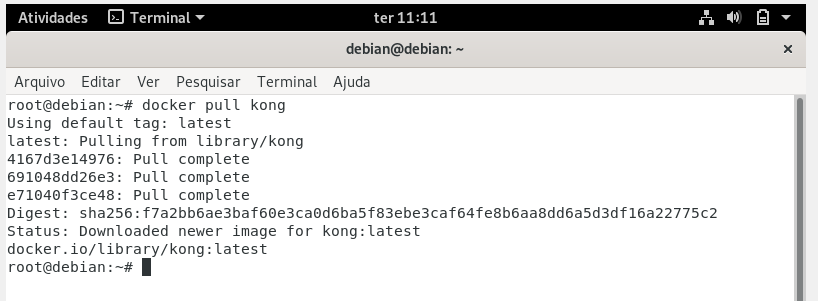 Atividades Terminal ter 11:11
debian@debian: ~ ×
Arquivo Editar Ver Pesquisar Terminal Ajuda
root@debian:~# docker pull kong
Using default tag: latest
latest: Pulling from library/kong
4167d3e14976: Pull complete
691048dd26e3: Pull complete
e71040f3ce48: Pull complete
Digest: sha256:f7a2bb6ae3baf60e3ca0d6ba5f83ebe3caf64fe8b6aa8dd6a5d3df16a22775c2
Status: Downloaded newer image for kong:latest
docker.io/library/kong:latest
root@debian:~#